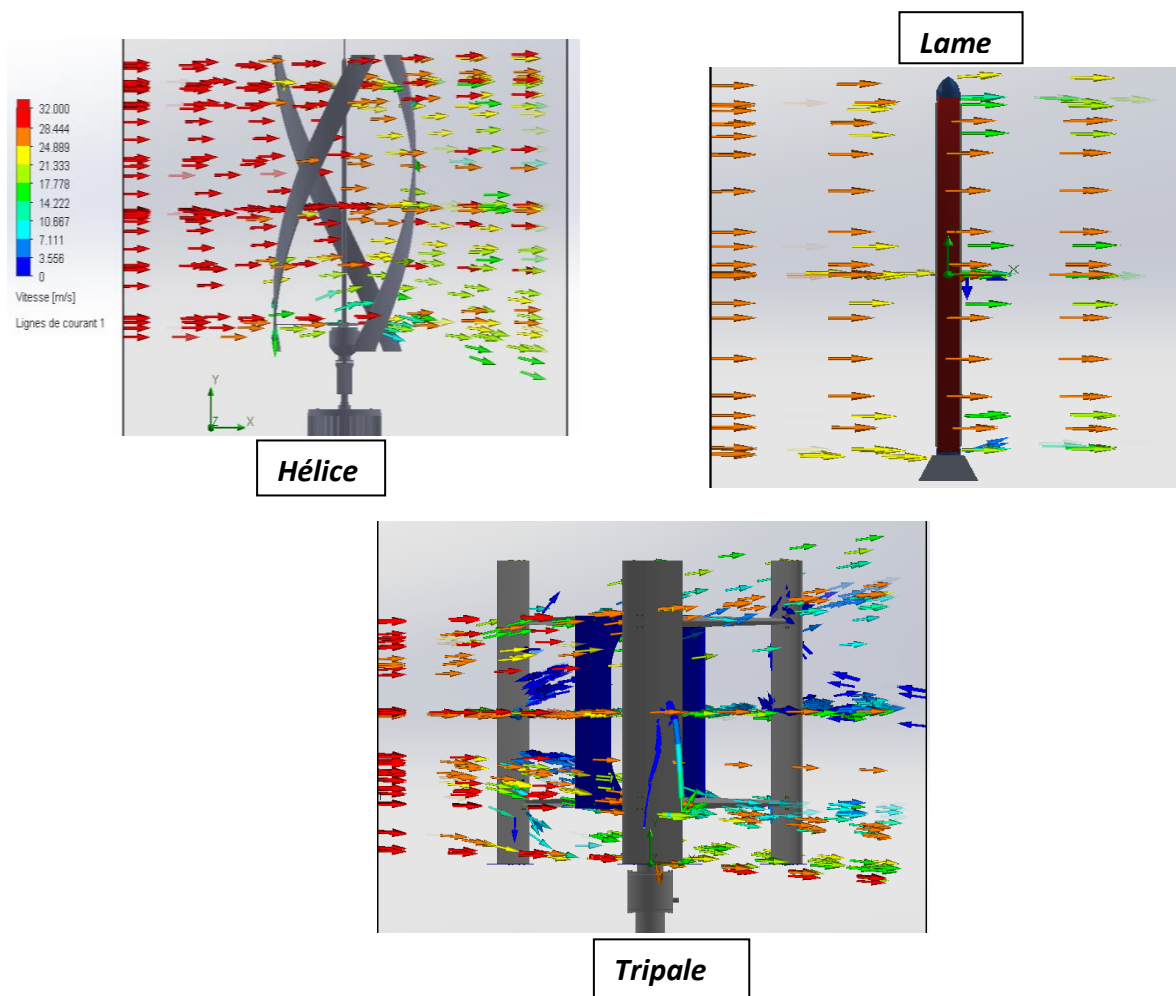 Lame
32.000
28.444
24.889
21.333
17.778
14.222
10.667
7.111
3.556
0
Vitesse [m/s]
Lignes de courant 1
Y
Z
X
Hélice
X
Tripale